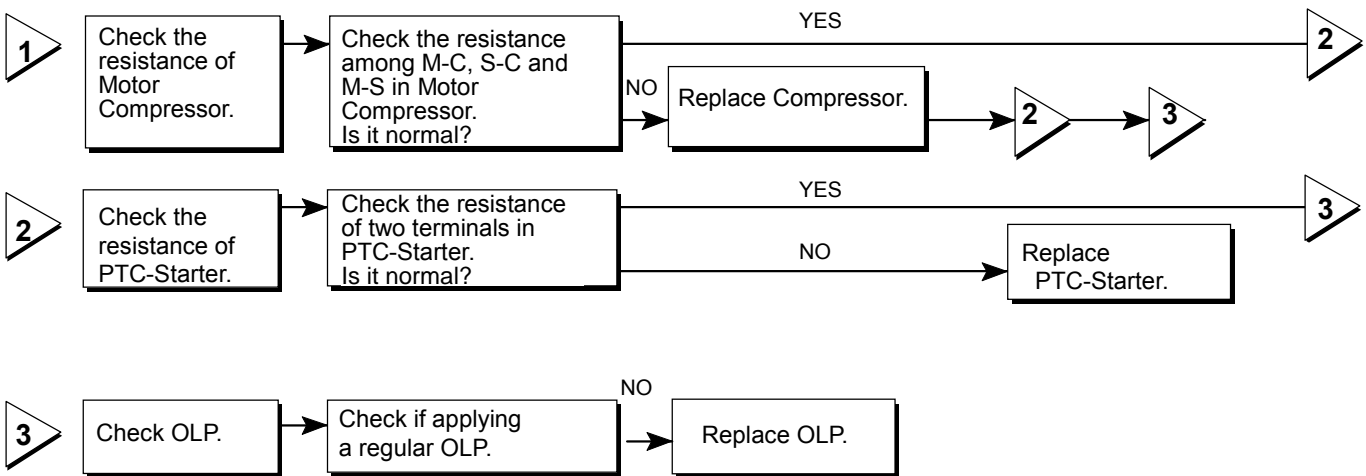 1
Check the
resistance of
Motor
Compressor.
Check the resistance
among M-C, S-C and
M-S in Motor
Compressor.
Is it normal?
YES
2
NO
Replace Compressor.
2
3
2
Check the
resistance of
PTC-Starter.
Check the resistance
of two terminals in
PTC-Starter.
Is it normal?
YES
3
NO
Replace
PTC-Starter.
3
Check OLP.
Check if applying
a regular OLP.
NO
Replace OLP.